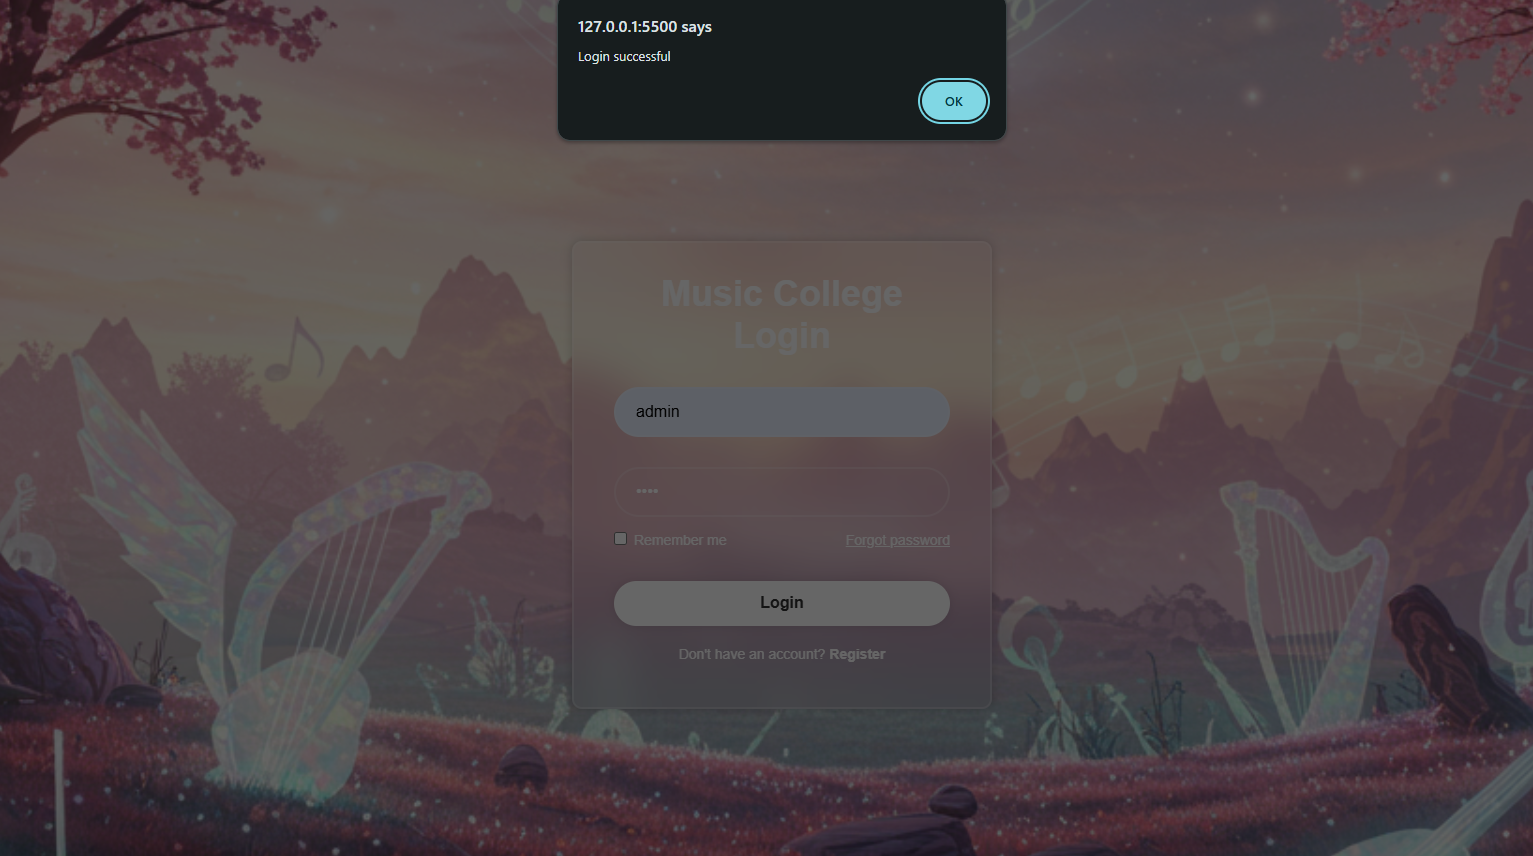 127.0.0.1:5500 says
Login successful
OK
Music College
Login
admin
••••
Remember me
Forgot password
Login
Don't have an account? Register